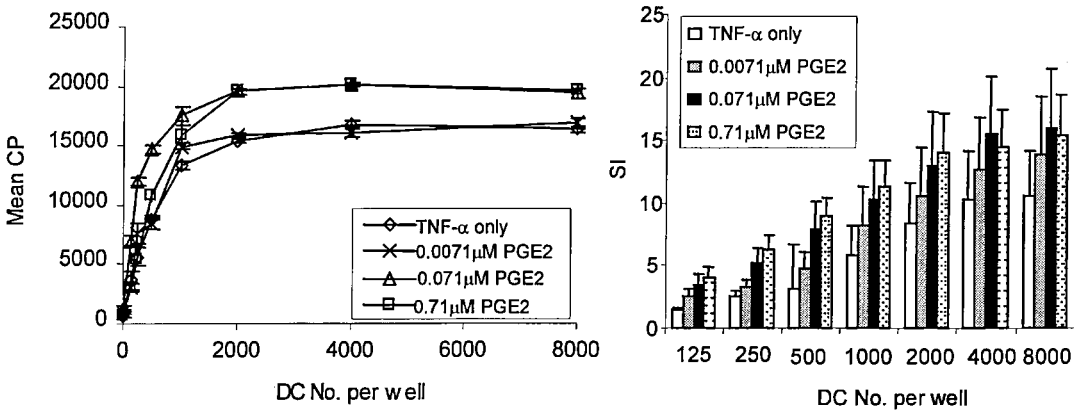 25000
20000
15000
10000
5000
0
Mean CP
0
2000
4000
6000
8000
DC No. per well
TNF-α only
0.0071µM PGE2
0.071µM PGE2
0.71µM PGE2
25
20
15
10
5
0
SI
TNF-α only
0.0071µM PGE2
0.071µM PGE2
0.71µM PGE2
125
250
500
1000
2000
4000
8000
DC No. per well